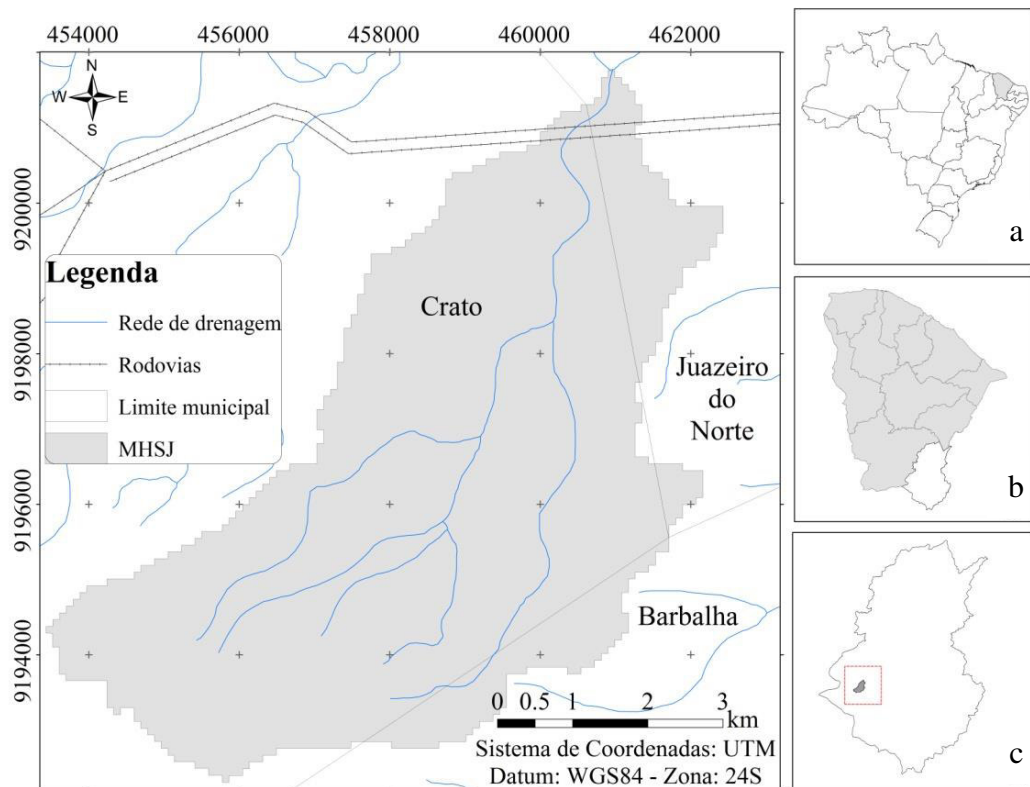 454000 456000 458000 460000 462000
N
W E
S
9200000
9198000
9196000
9194000
Legenda
Rede de drenagem
Rodovias
Limite municipal
MHSJ
Crato
Juazeiro
do
Norte
Barbalha
0 0.5 1 2 3
km
Sistema de Coordenadas: UTM
Datum: WGS84 - Zona: 24S
a
b
c